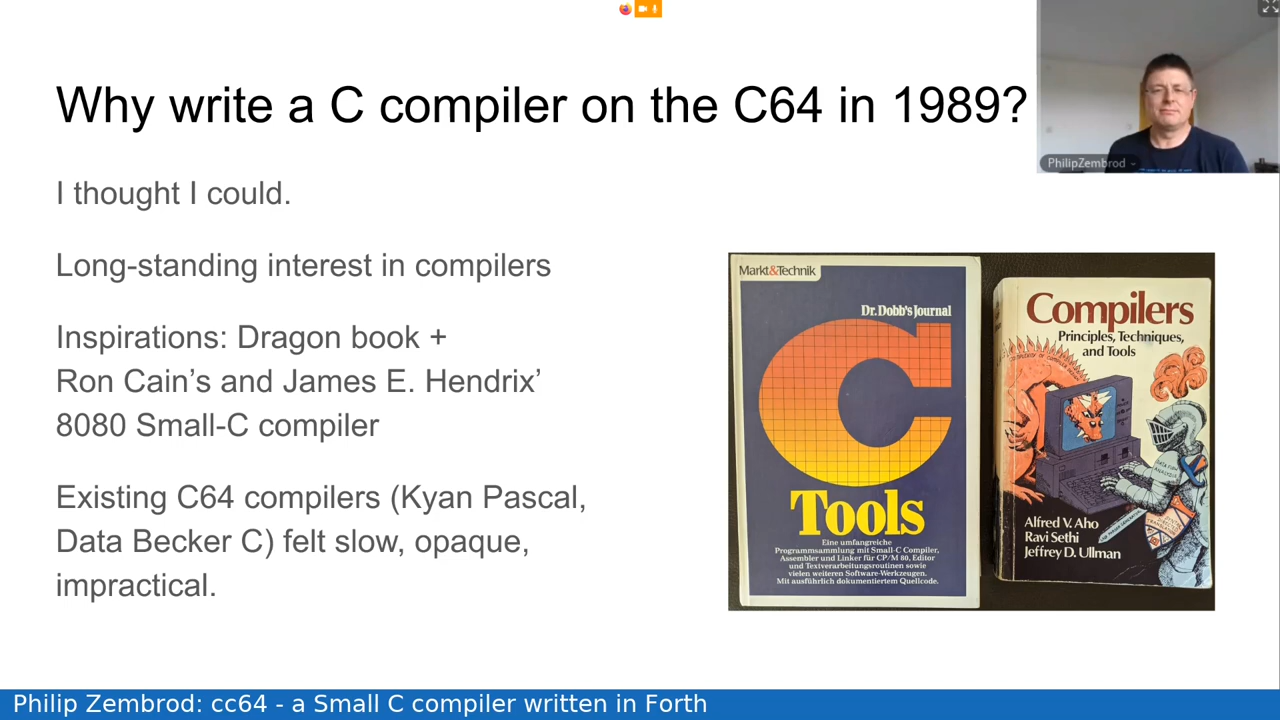 Why write a C compiler on the C64 in 1989?
PhilipZembrod
I thought I could.
Long-standing interest in compilers
Inspirations: Dragon book +
Ron Cain’s and James E. Hendrix’
8080 Small-C compiler
Existing C64 compilers (Kyan Pascal,
Data Becker C) felt slow, opaque,
impractical.
Markt&Technik
Dr. Dobb's Journal
C
Tools
Eine umfangreiche
Programmsammlung mit Small-C Compiler,
Assembler und Linker für CP/M 80, Editor
und Textverarbeitungsroutinen sowie
vielen weiteren Software-Werkzeugen.
Mit ausführlich dokumentiertem Quellcode.
Compilers
Principles, Techniques,
and Tools
Alfred V. Aho
Ravi Sethi
Jeffrey D. Ullman
Philip Zembrod: cc64 - a Small C compiler written in Forth